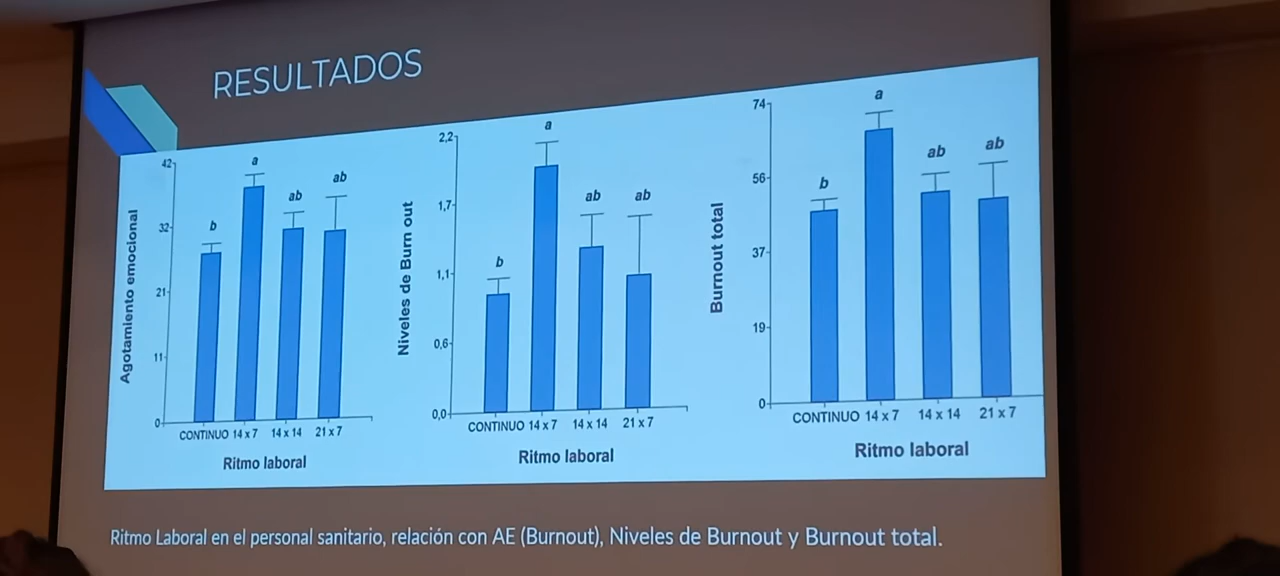 RESULTADOS
Agotamiento emocional
42
32
21
11
0
b
a
ab
ab
CONTINUO 14 x 7 14 x 14 21 x 7
Ritmo laboral
Niveles de Burn out
2,2
1,7
1,1
0,6
0,0
b
a
ab
ab
CONTINUO 14 x 7 14 x 14 21 x 7
Ritmo laboral
Burnout total
74
56
37
19
0
b
a
ab
ab
CONTINUO 14 x 7 14 x 14 21 x 7
Ritmo laboral
Ritmo Laboral en el personal sanitario, relación con AE (Burnout), Niveles de Burnout y Burnout total.